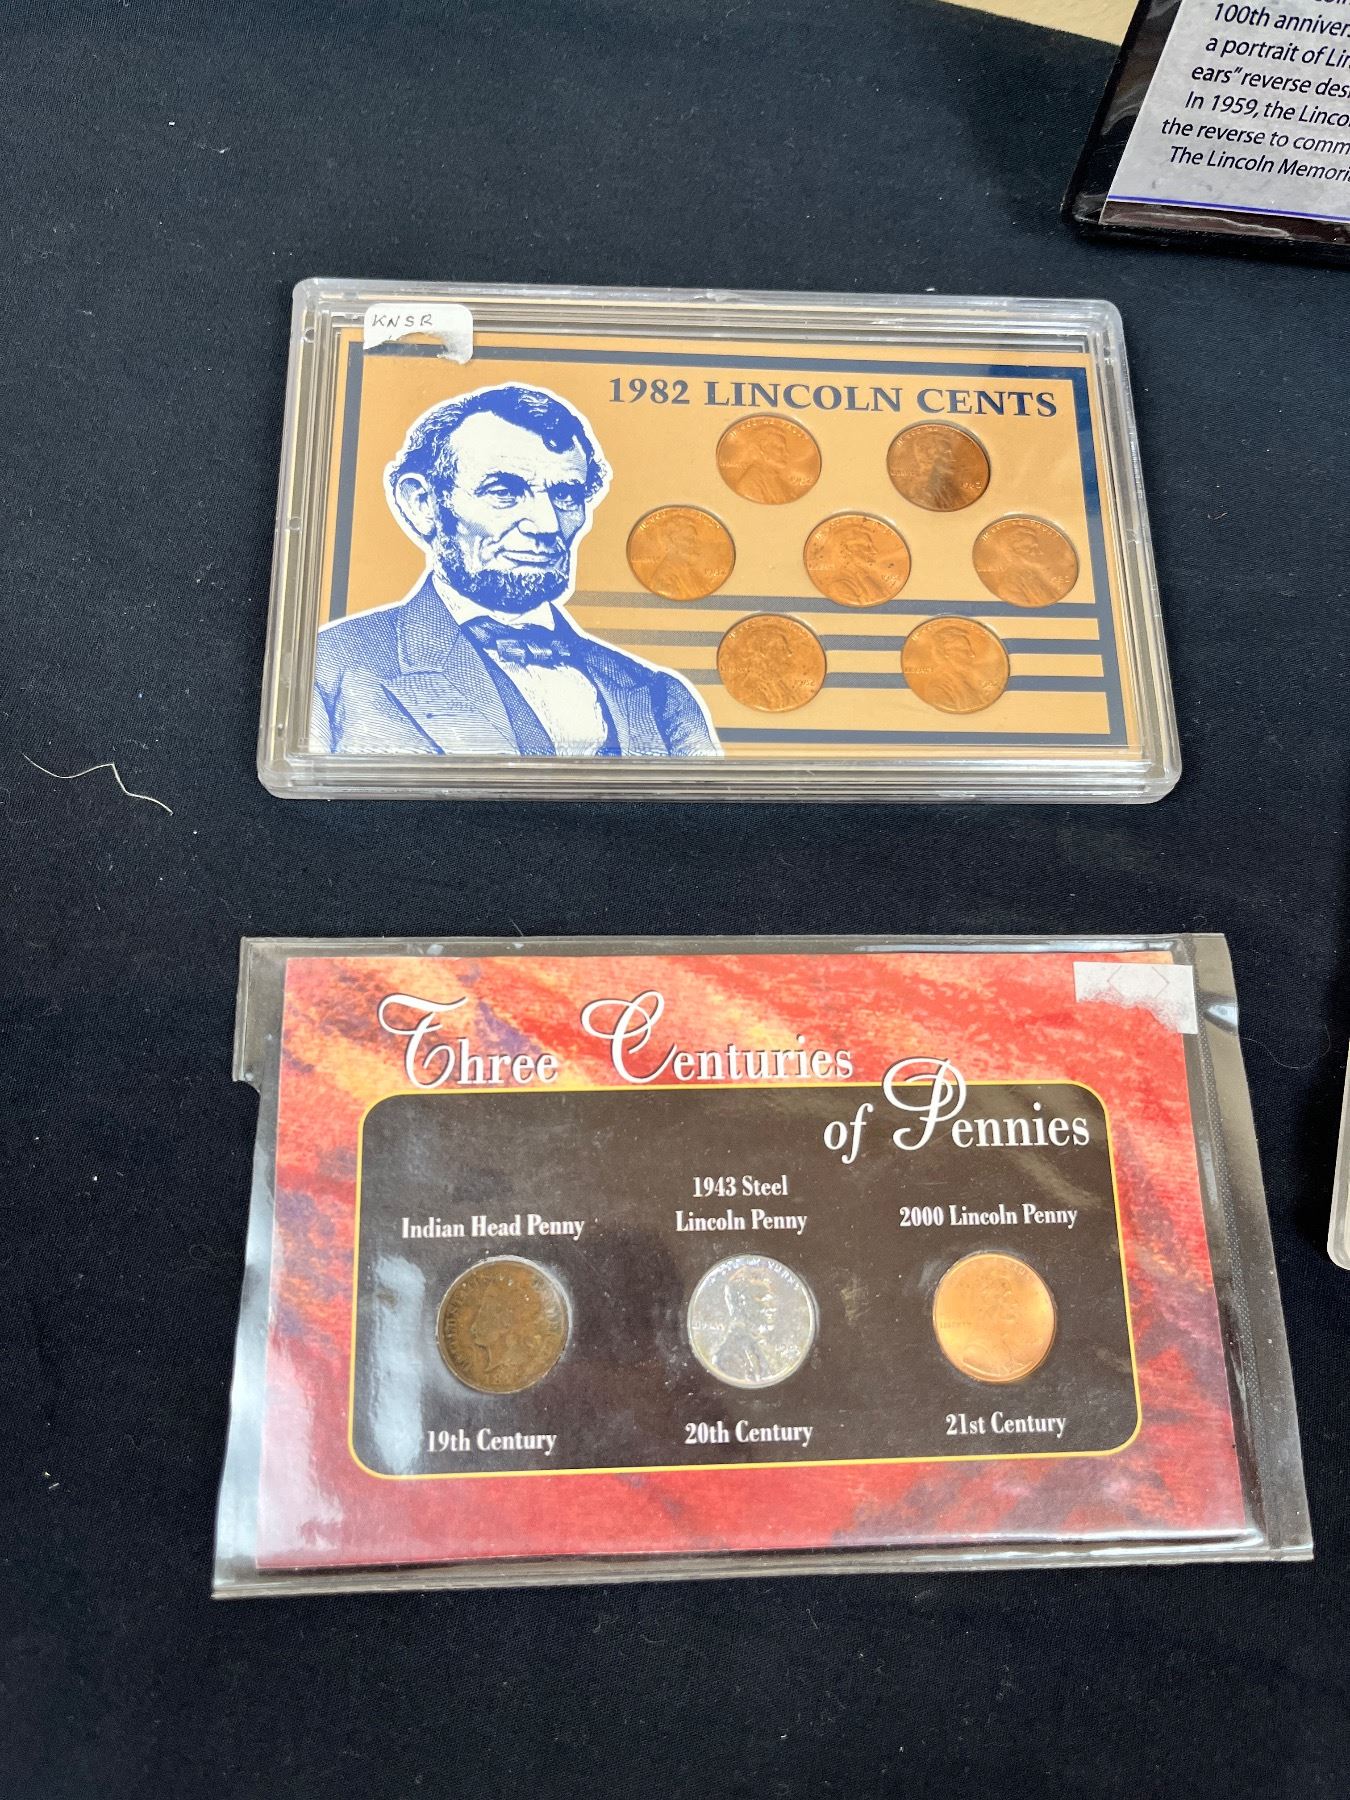 100th anniver
a portrait of Lin
ears" reverse des
In 1959, the Linco
the reverse to comm
The Lincoln Memori
KNSR
1982 LINCOLN CENTS
Three Centuries
of Pennies
Indian Head Penny
1943 Steel
Lincoln Penny
2000 Lincoln Penny
19th Century
20th Century
21st Century